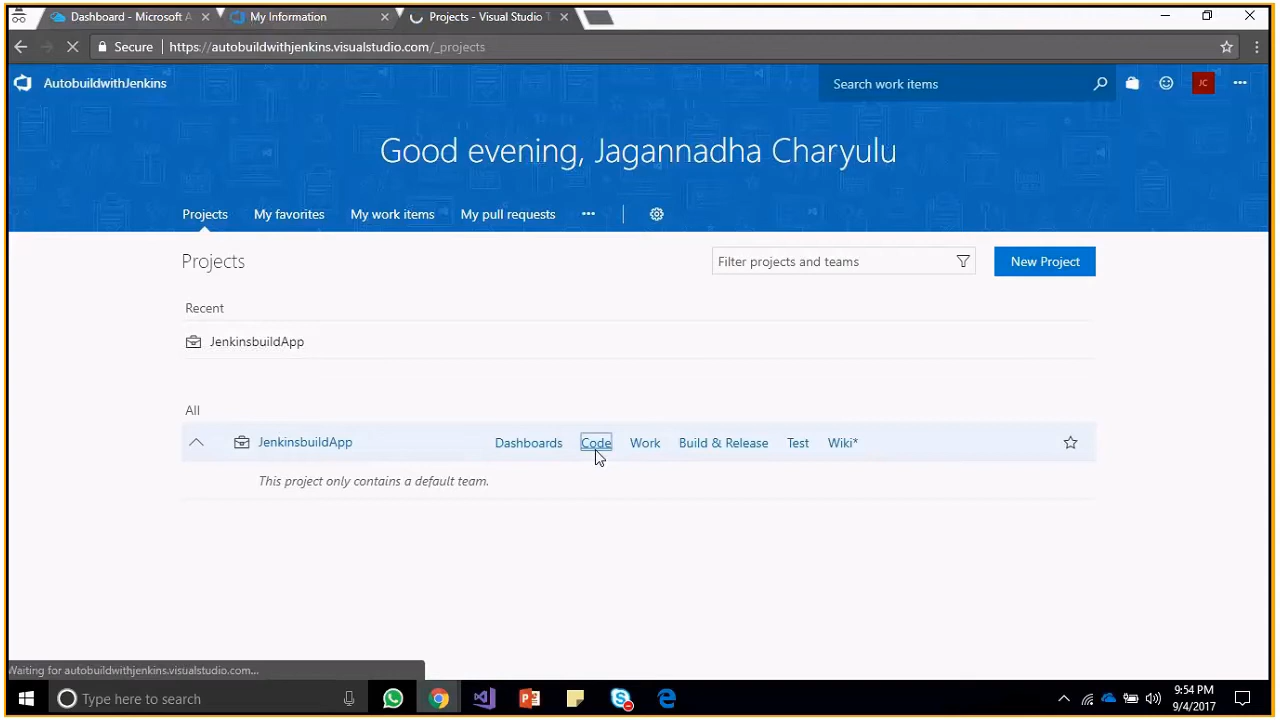 Dashboard - Microsoft A
My Information
Projects - Visual Studio T
Secure
https://autobuildwithjenkins.visualstudio.com/_projects
AutobuildwithJenkins
Search work items
JC
Good evening, Jagannadha Charyulu
Projects
My favorites
My work items
My pull requests
Projects
Filter projects and teams
New Project
Recent
JenkinsbuildApp
All
JenkinsbuildApp
Dashboards
Code
Work
Build & Release
Test
Wiki*
This project only contains a default team.
Waiting for autobuildwithjenkins.visualstudio.com...
Type here to search
9:54 PM
9/4/2017